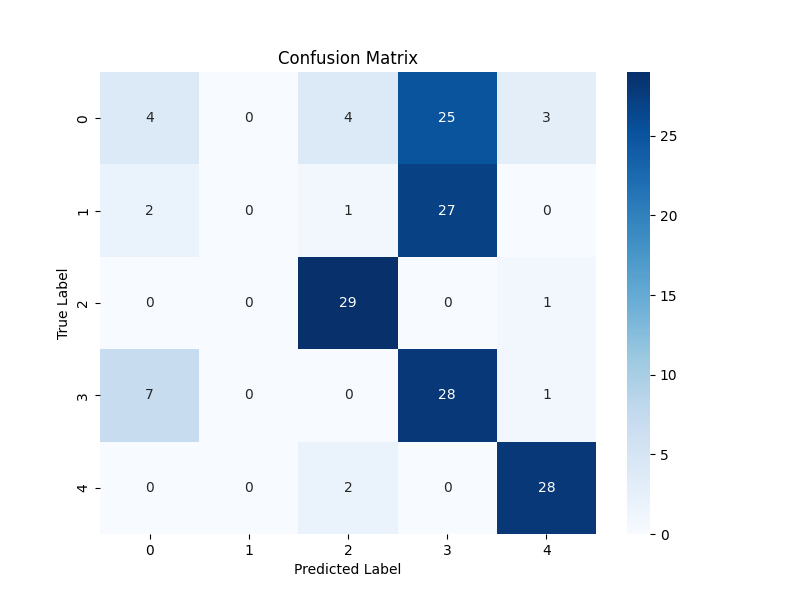 Confusion Matrix
True Label
0 4 0 4 25 3
1 2 0 1 27 0
2 0 0 29 0 1
3 7 0 0 28 1
4 0 0 2 0 28
0 1 2 3 4
Predicted Label
25
20
15
10
5
0